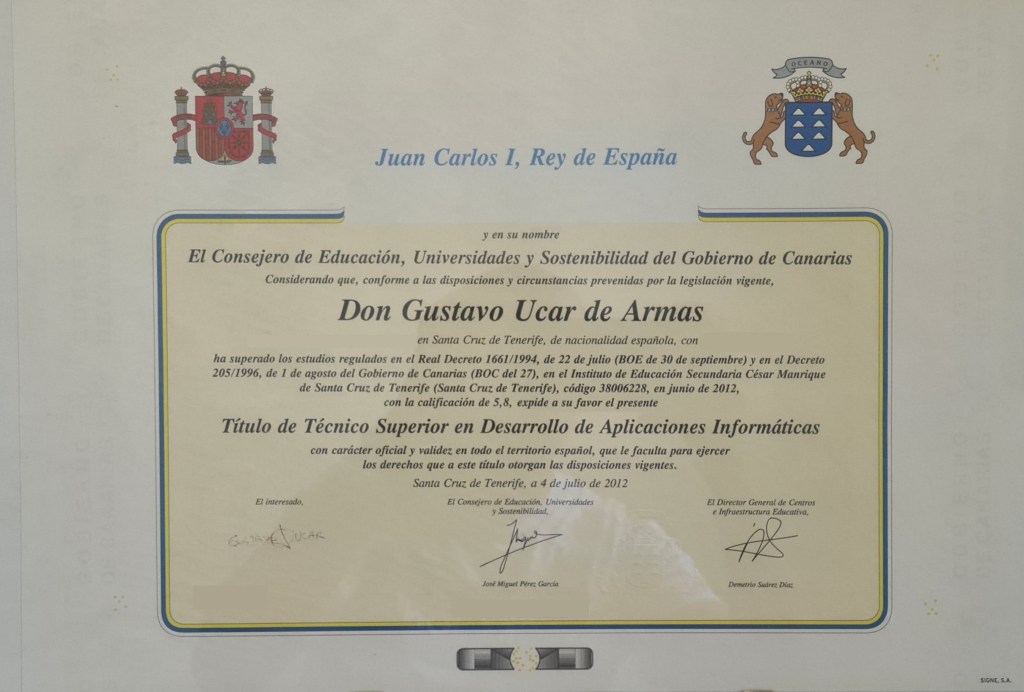 OCEANO
Juan Carlos I, Rey de España
y en su nombre
El Consejero de Educación, Universidades y Sostenibilidad del Gobierno de Canarias
Considerando que, conforme a las disposiciones y circunstancias prevenidas por la legislación vigente,
Don Gustavo Ucar de Armas
en Santa Cruz de Tenerife, de nacionalidad española, con
ha superado los estudios regulados en el Real Decreto 1661/1994, de 22 de julio (BOE de 30 de septiembre) y en el Decreto
205/1996, de 1 de agosto del Gobierno de Canarias (BOC del 27), en el Instituto de Educación Secundaria César Manrique
de Santa Cruz de Tenerife (Santa Cruz de Tenerife), código 38006228, en junio de 2012,
con la calificación de 5,8, expide a su favor el presente
Título de Técnico Superior en Desarrollo de Aplicaciones Informáticas
con carácter oficial y validez en todo el territorio español, que le faculta para ejercer
los derechos que a este título otorgan las disposiciones vigentes.
Santa Cruz de Tenerife, a 4 de julio de 2012
El interesado,
El Consejero de Educación, Universidades
y Sostenibilidad,
El Director General de Centros
e Infraestructura Educativa,
José Miguel Pérez García
Demetrio Suárez Díaz
SIGNE, S.A.